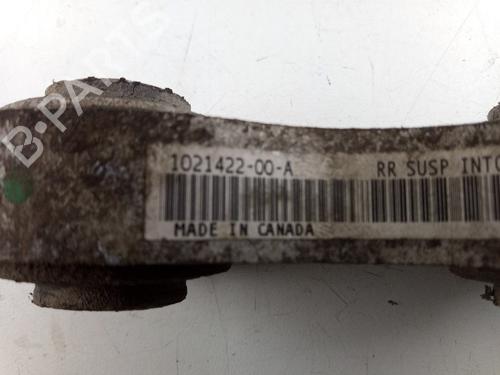 B-PARTS
1021422-00-A RR SUSP INT
MADE IN CANADA